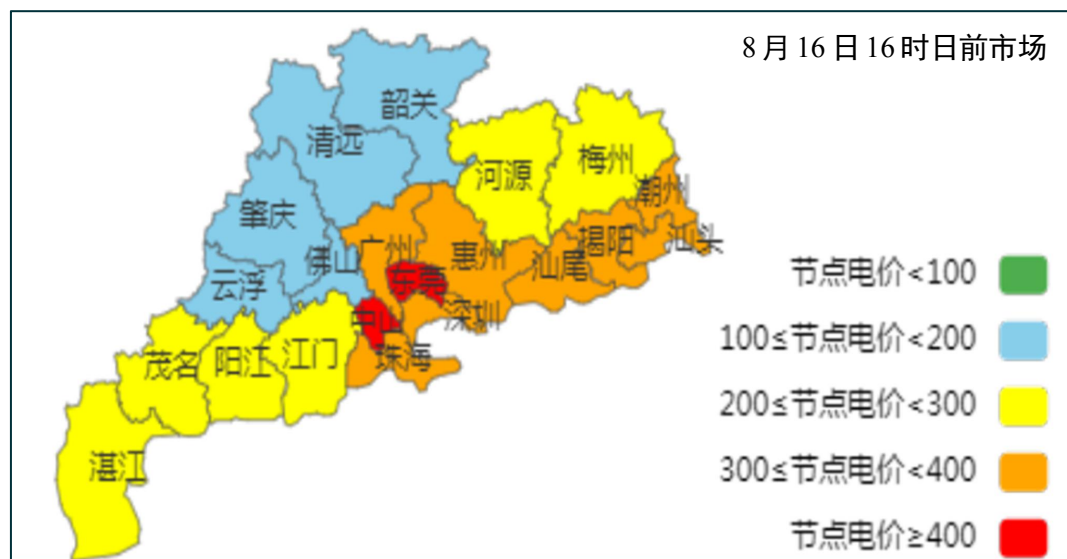 8月16日16时日前市场
韶关
清远
梅州
河源
潮州
肇庆
汕头
广州
揭阳
惠州
佛山
汕尾
东莞
云浮
深圳
中山
珠海
江门
阳江
茂名
湛江
节点电价<100
100≤节点电价<200
200≤节点电价<300
300≤节点电价<400
节点电价≥400